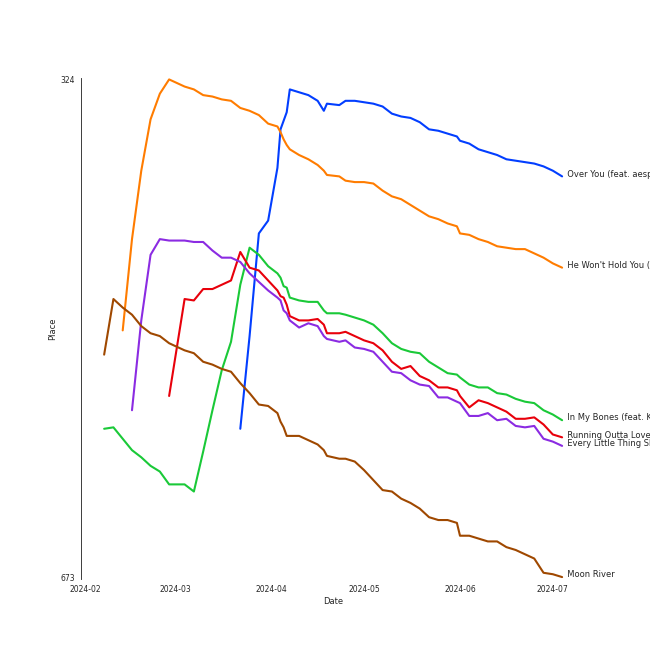 324
Over You (feat. aesp
He Won't Hold You (
Place
In My Bones (feat. K
Running Outta Love
Every Little Thing S
Moon River
673
2024-02
2024-03
2024-04
2024-05
2024-06
2024-07
Date